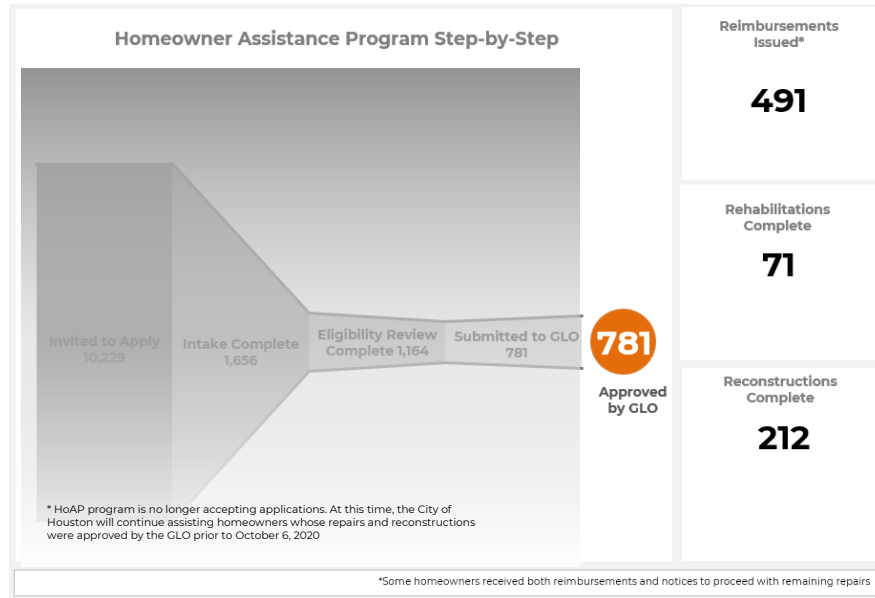 Homeowner Assistance Program Step-by-Step
Invited to Apply
10,229
Intake Complete
1,656
Eligibility Review
Complete 1,164
Submitted to GLO
781
781
Approved
by GLO
* HoAP program is no longer accepting applications. At this time, the City of
Houston will continue assisting homeowners whose repairs and reconstructions
were approved by the GLO prior to October 6, 2020
Reimbursements
Issued*
491
Rehabilitations
Complete
71
Reconstructions
Complete
212
*Some homeowners received both reimbursements and notices to proceed with remaining repairs